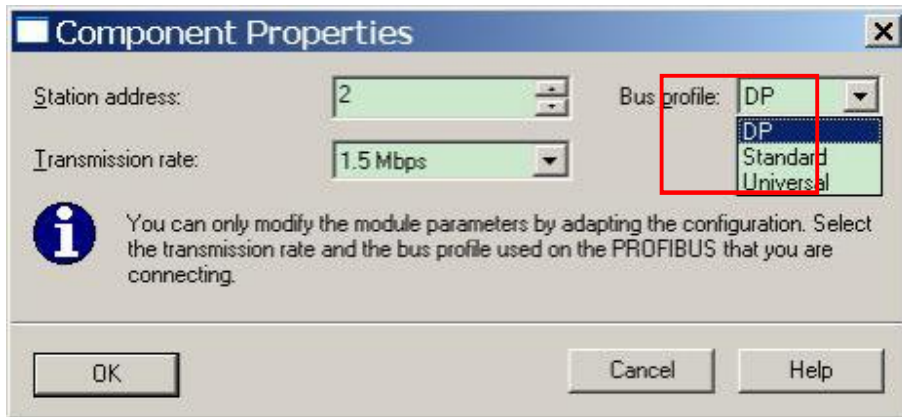 Component Properties
Station address: 2 Bus profile: DP
DP
Transmission rate: 1.5 Mbps Standard
Universal
You can only modify the module parameters by adapting the configuration. Select
the transmission rate and the bus profile used on the PROFIBUS that you are
connecting.
OK Cancel Help